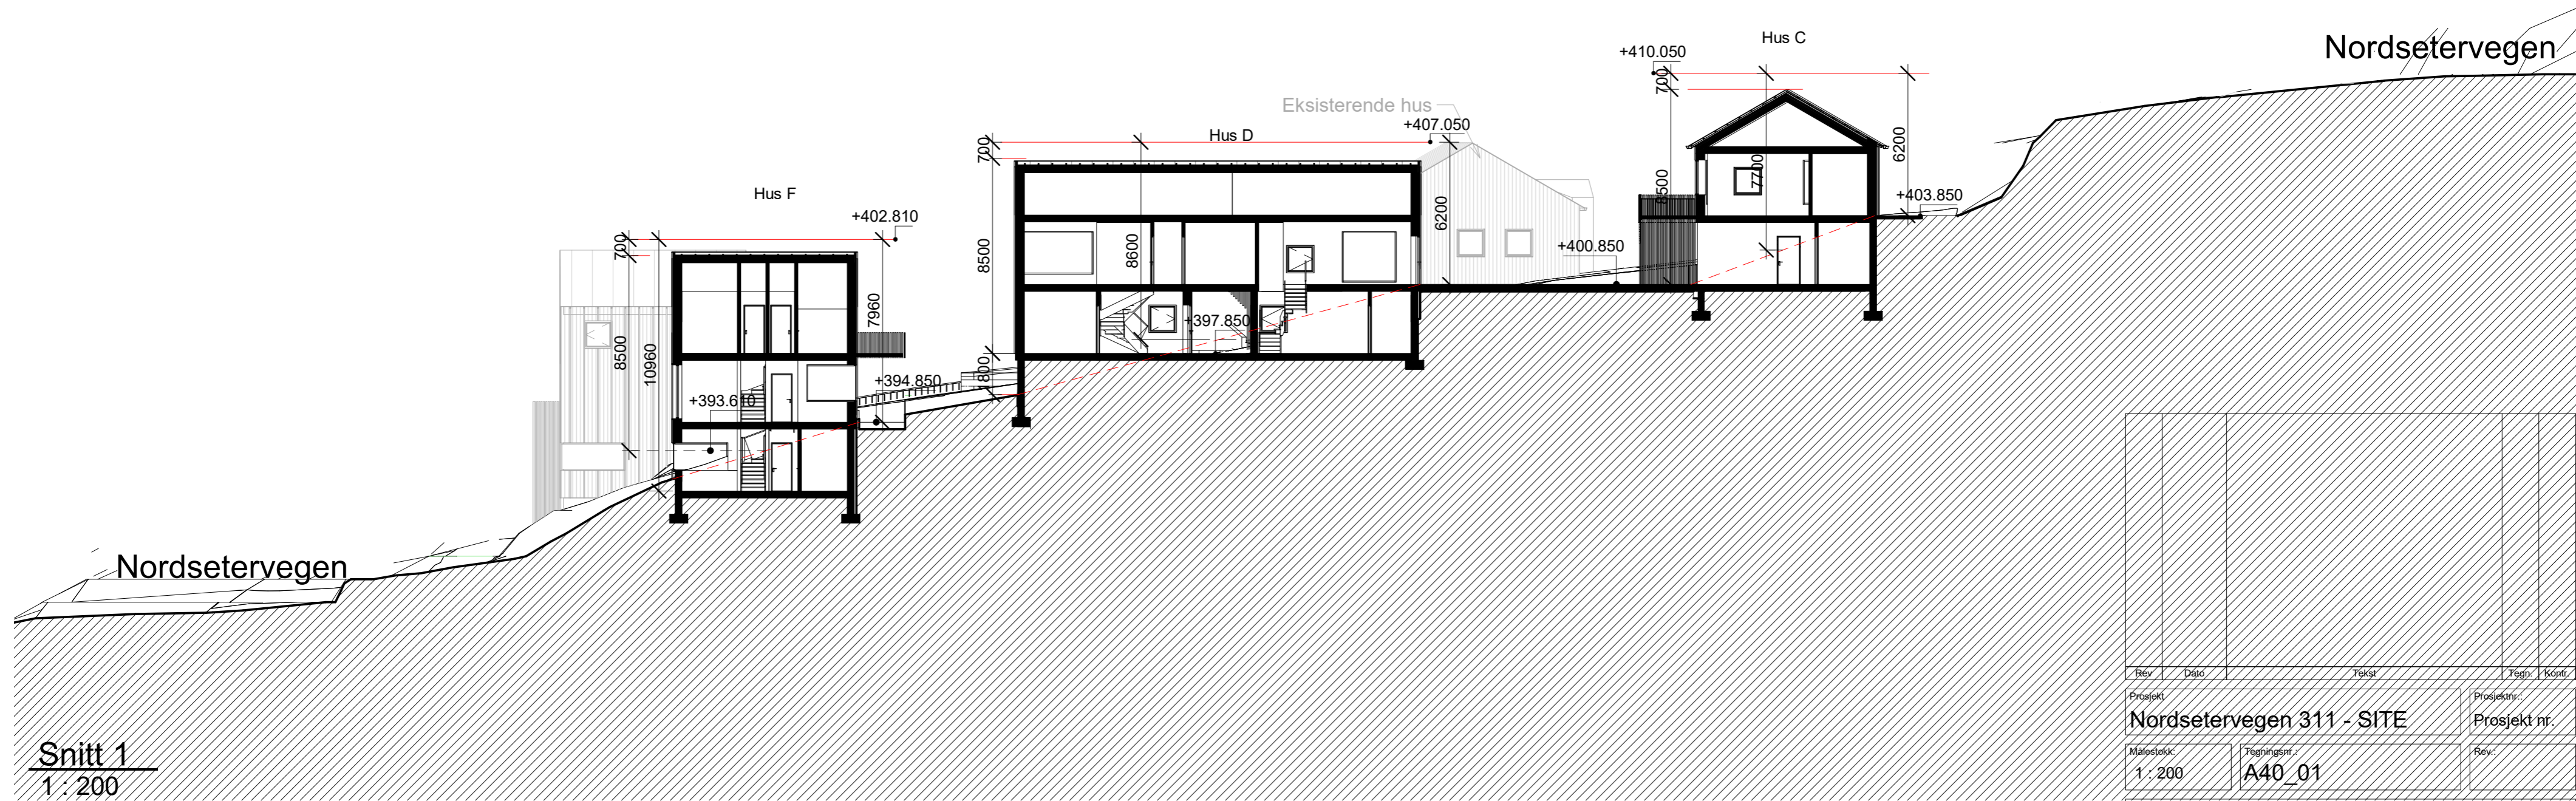 Nordsetervegen
Hus C
+410.050
700
8500
7700
6200
+403.850
Eksisterende hus
+407.050
Hus D
700
8500
8600
6200
+400.850
+397.850
1800
Hus F
+402.810
700
8500
10960
7960
+394.850
+393.610
Nordsetervegen
Snitt 1
1 : 200
Rev Dato Tekst Tegn. Kontr.
Prosjekt
Nordsetervegen 311 - SITE
Prosjektnr.:
Prosjekt nr.
Målestokk:
1 : 200
Tegningsnr.:
A40_01
Rev.: